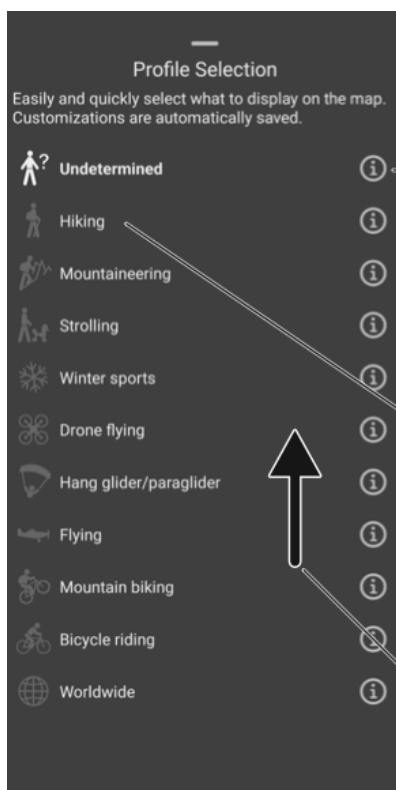 Profile Selection
Easily and quickly select what to display on the map.
Customizations are automatically saved.
? Undetermined
Hiking
Mountaineering
Strolling
Winter sports
Drone flying
Hang glider/paraglider
Flying
Mountain biking
Bicycle riding
Worldwide